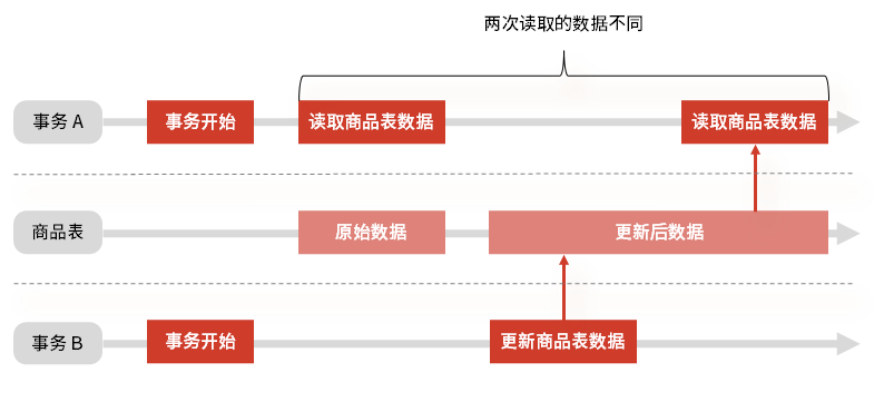 两次读取的数据不同
事务 A
事务开始
读取商品表数据
读取商品表数据
商品表
原始数据
更新后数据
事务 B
事务开始
更新商品表数据